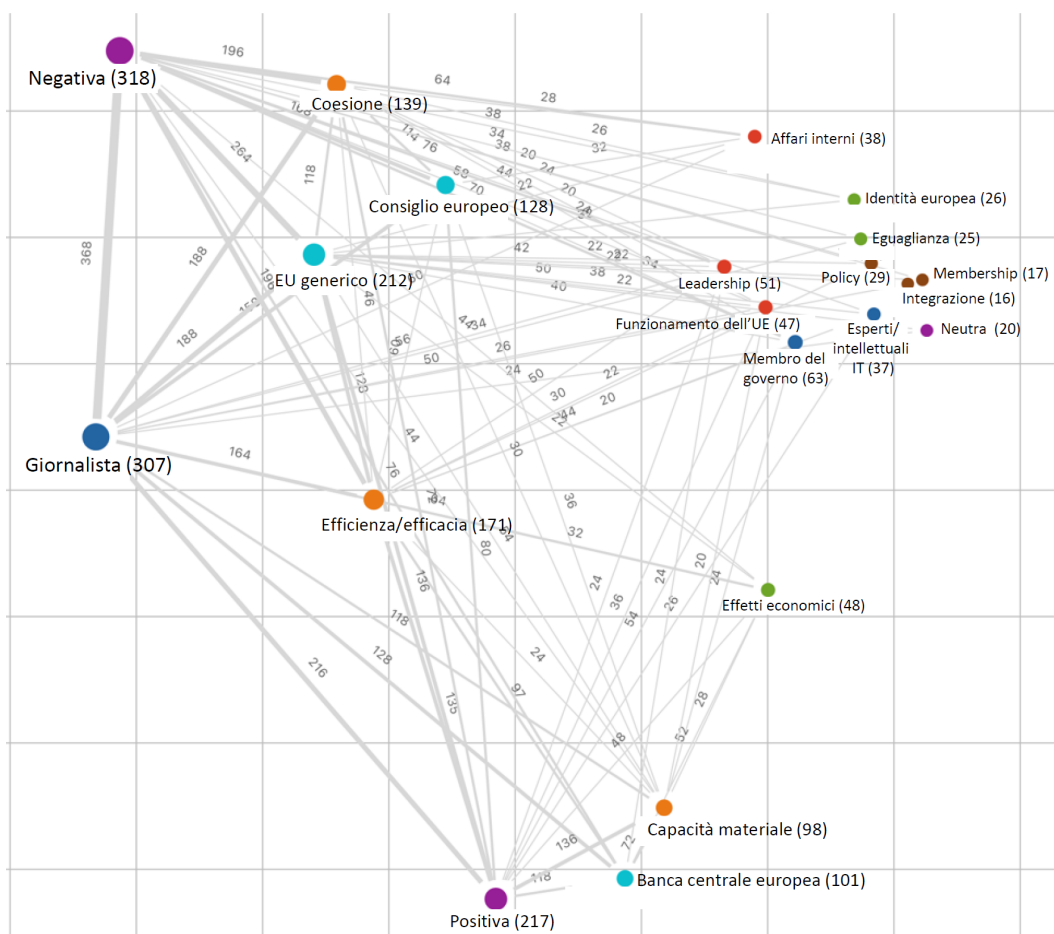 196
64
Negativa (318)
28
Coesione (139)
38
26
114
34
Affari interni (38)
76
38
20
32
264
24
118
58
44
22
70
20
Identità europea (26)
Consiglio europeo (128)
24
Eguaglianza (25)
368
188
42
22
22
EU generico (212)
50
38
22
34
40
Leadership (51)
Policy (29)
Membership (17)
Integrazione (16)
46
188
44
34
Funzionamento dell'UE (47)
Neutra (20)
Esperti/
intellettuali
IT (37)
56
26
50
24
50
22
Membro del
governo (63)
30
20
44
Giornalista (307)
164
44
30
76
36
Efficienza/efficacia (171)
32
80
136
24
36
54
24
20
24
26
Effetti economici (48)
118
128
216
24
135
97
28
48
52
Capacità materiale (98)
136
72
118
Banca centrale europea (101)
Positiva (217)